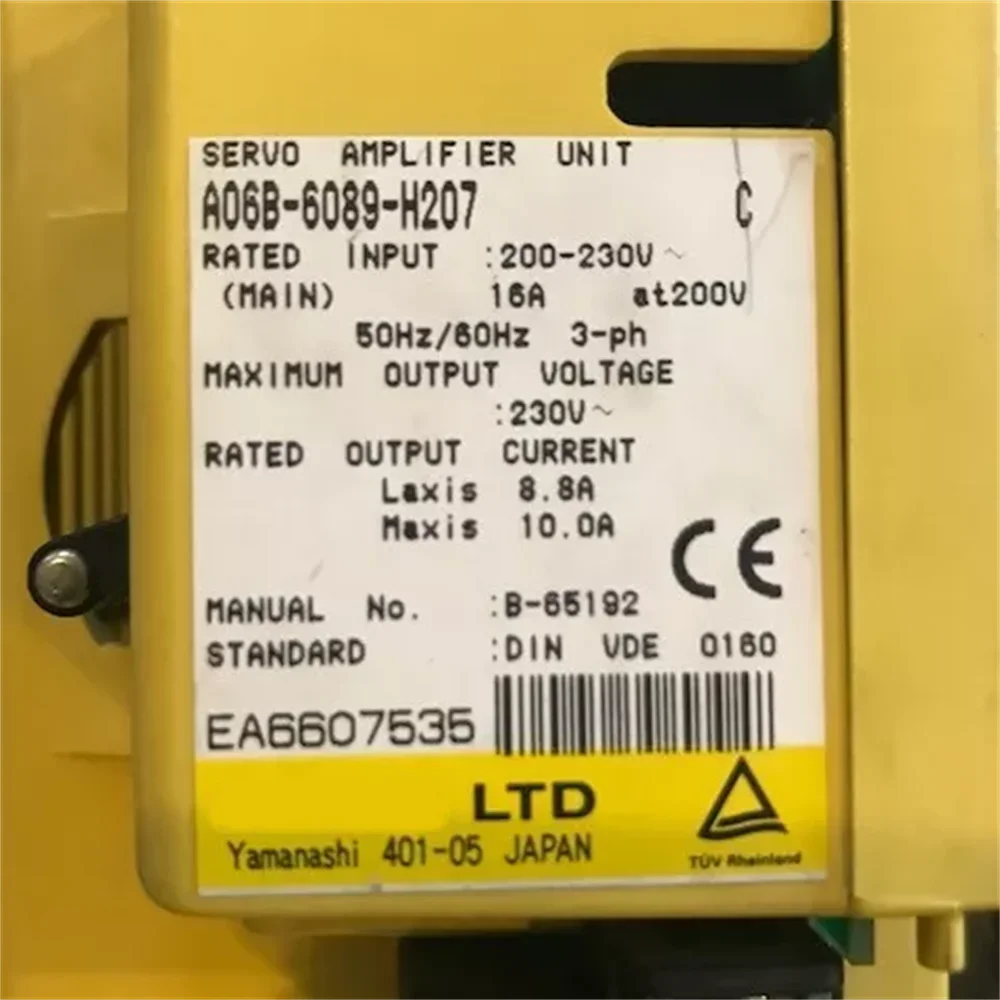 SERVO AMPLIFIER UNIT
A06B-6089-H207 C
RATED INPUT :200-230V~
(MAIN) 16A at200V
50Hz/60Hz 3-ph
MAXIMUM OUTPUT VOLTAGE
:230V~
RATED OUTPUT CURRENT
Laxis 8.8A
Maxis 10.0A
CE
MANUAL No. :B-65192
STANDARD :DIN VDE 0160
EA6607535
LTD
Yamanashi 401-05 JAPAN
TÜV Rheinland